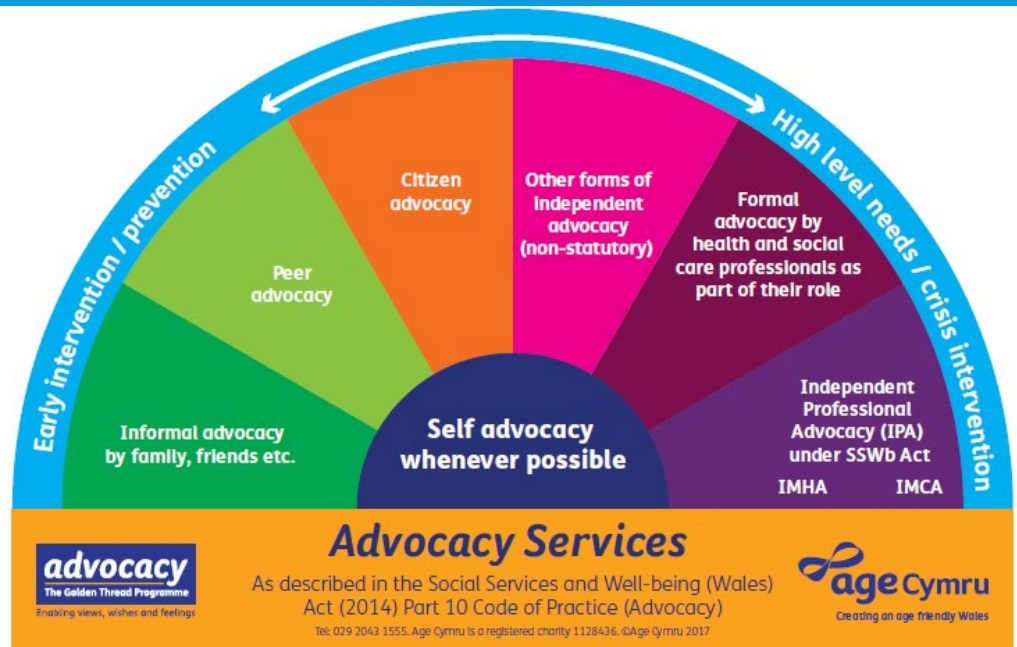 Early intervention / prevention
High level needs / crisis intervention
Informal advocacy
by family, friends etc.
Peer
advocacy
Citizen
advocacy
Other forms of
independent
advocacy
(non-statutory)
Formal
advocacy by
health and social
care professionals as
part of their role
Independent
Professional
Advocacy (IPA)
under SSWb Act
IMHA IMCA
Self advocacy
whenever possible
advocacy
The Golden Thread Programme
Enabling views, wishes and feelings
Advocacy Services
As described in the Social Services and Well-being (Wales)
Act (2014) Part 10 Code of Practice (Advocacy)
Tel: 029 2043 1555. Age Cymru is a registered charity 1128436. ©Age Cymru 2017
age Cymru
Creating an age friendly Wales